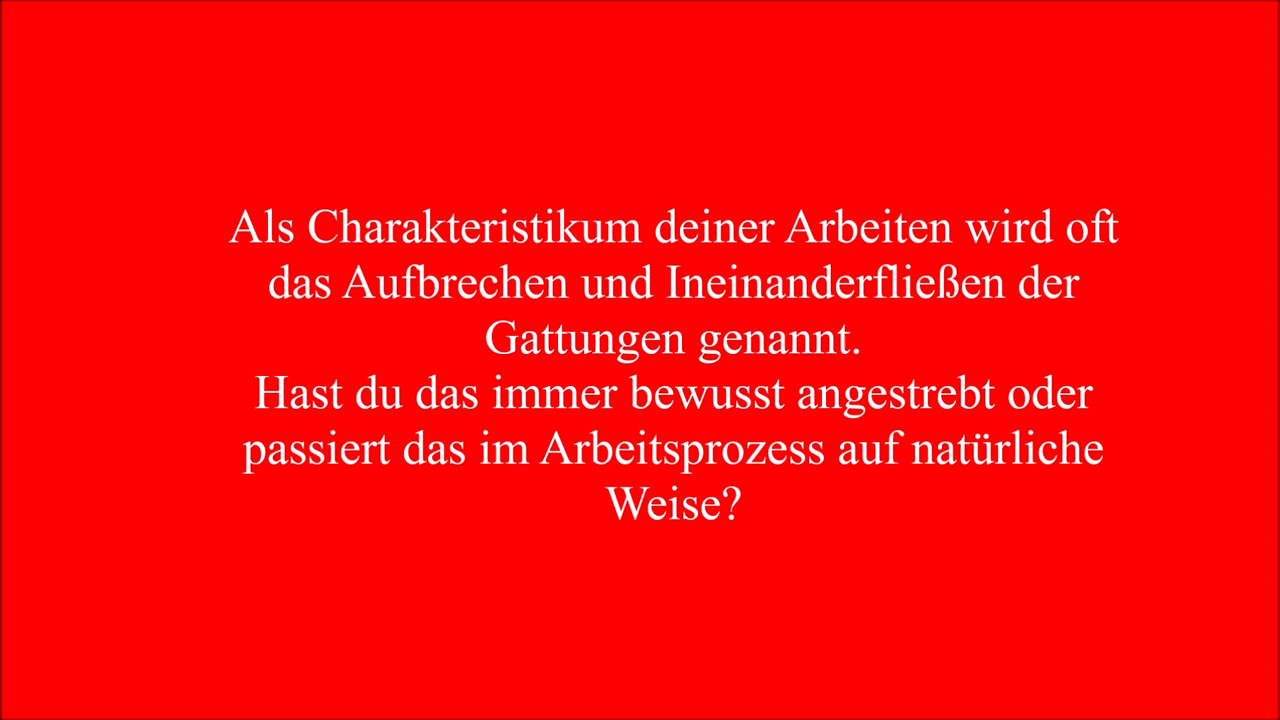 Als Charakteristikum deiner Arbeiten wird oft
das Aufbrechen und Ineinanderfließen der
Gattungen genannt.
Hast du das immer bewusst angestrebt oder
passiert das im Arbeitsprozess auf natürliche
Weise?